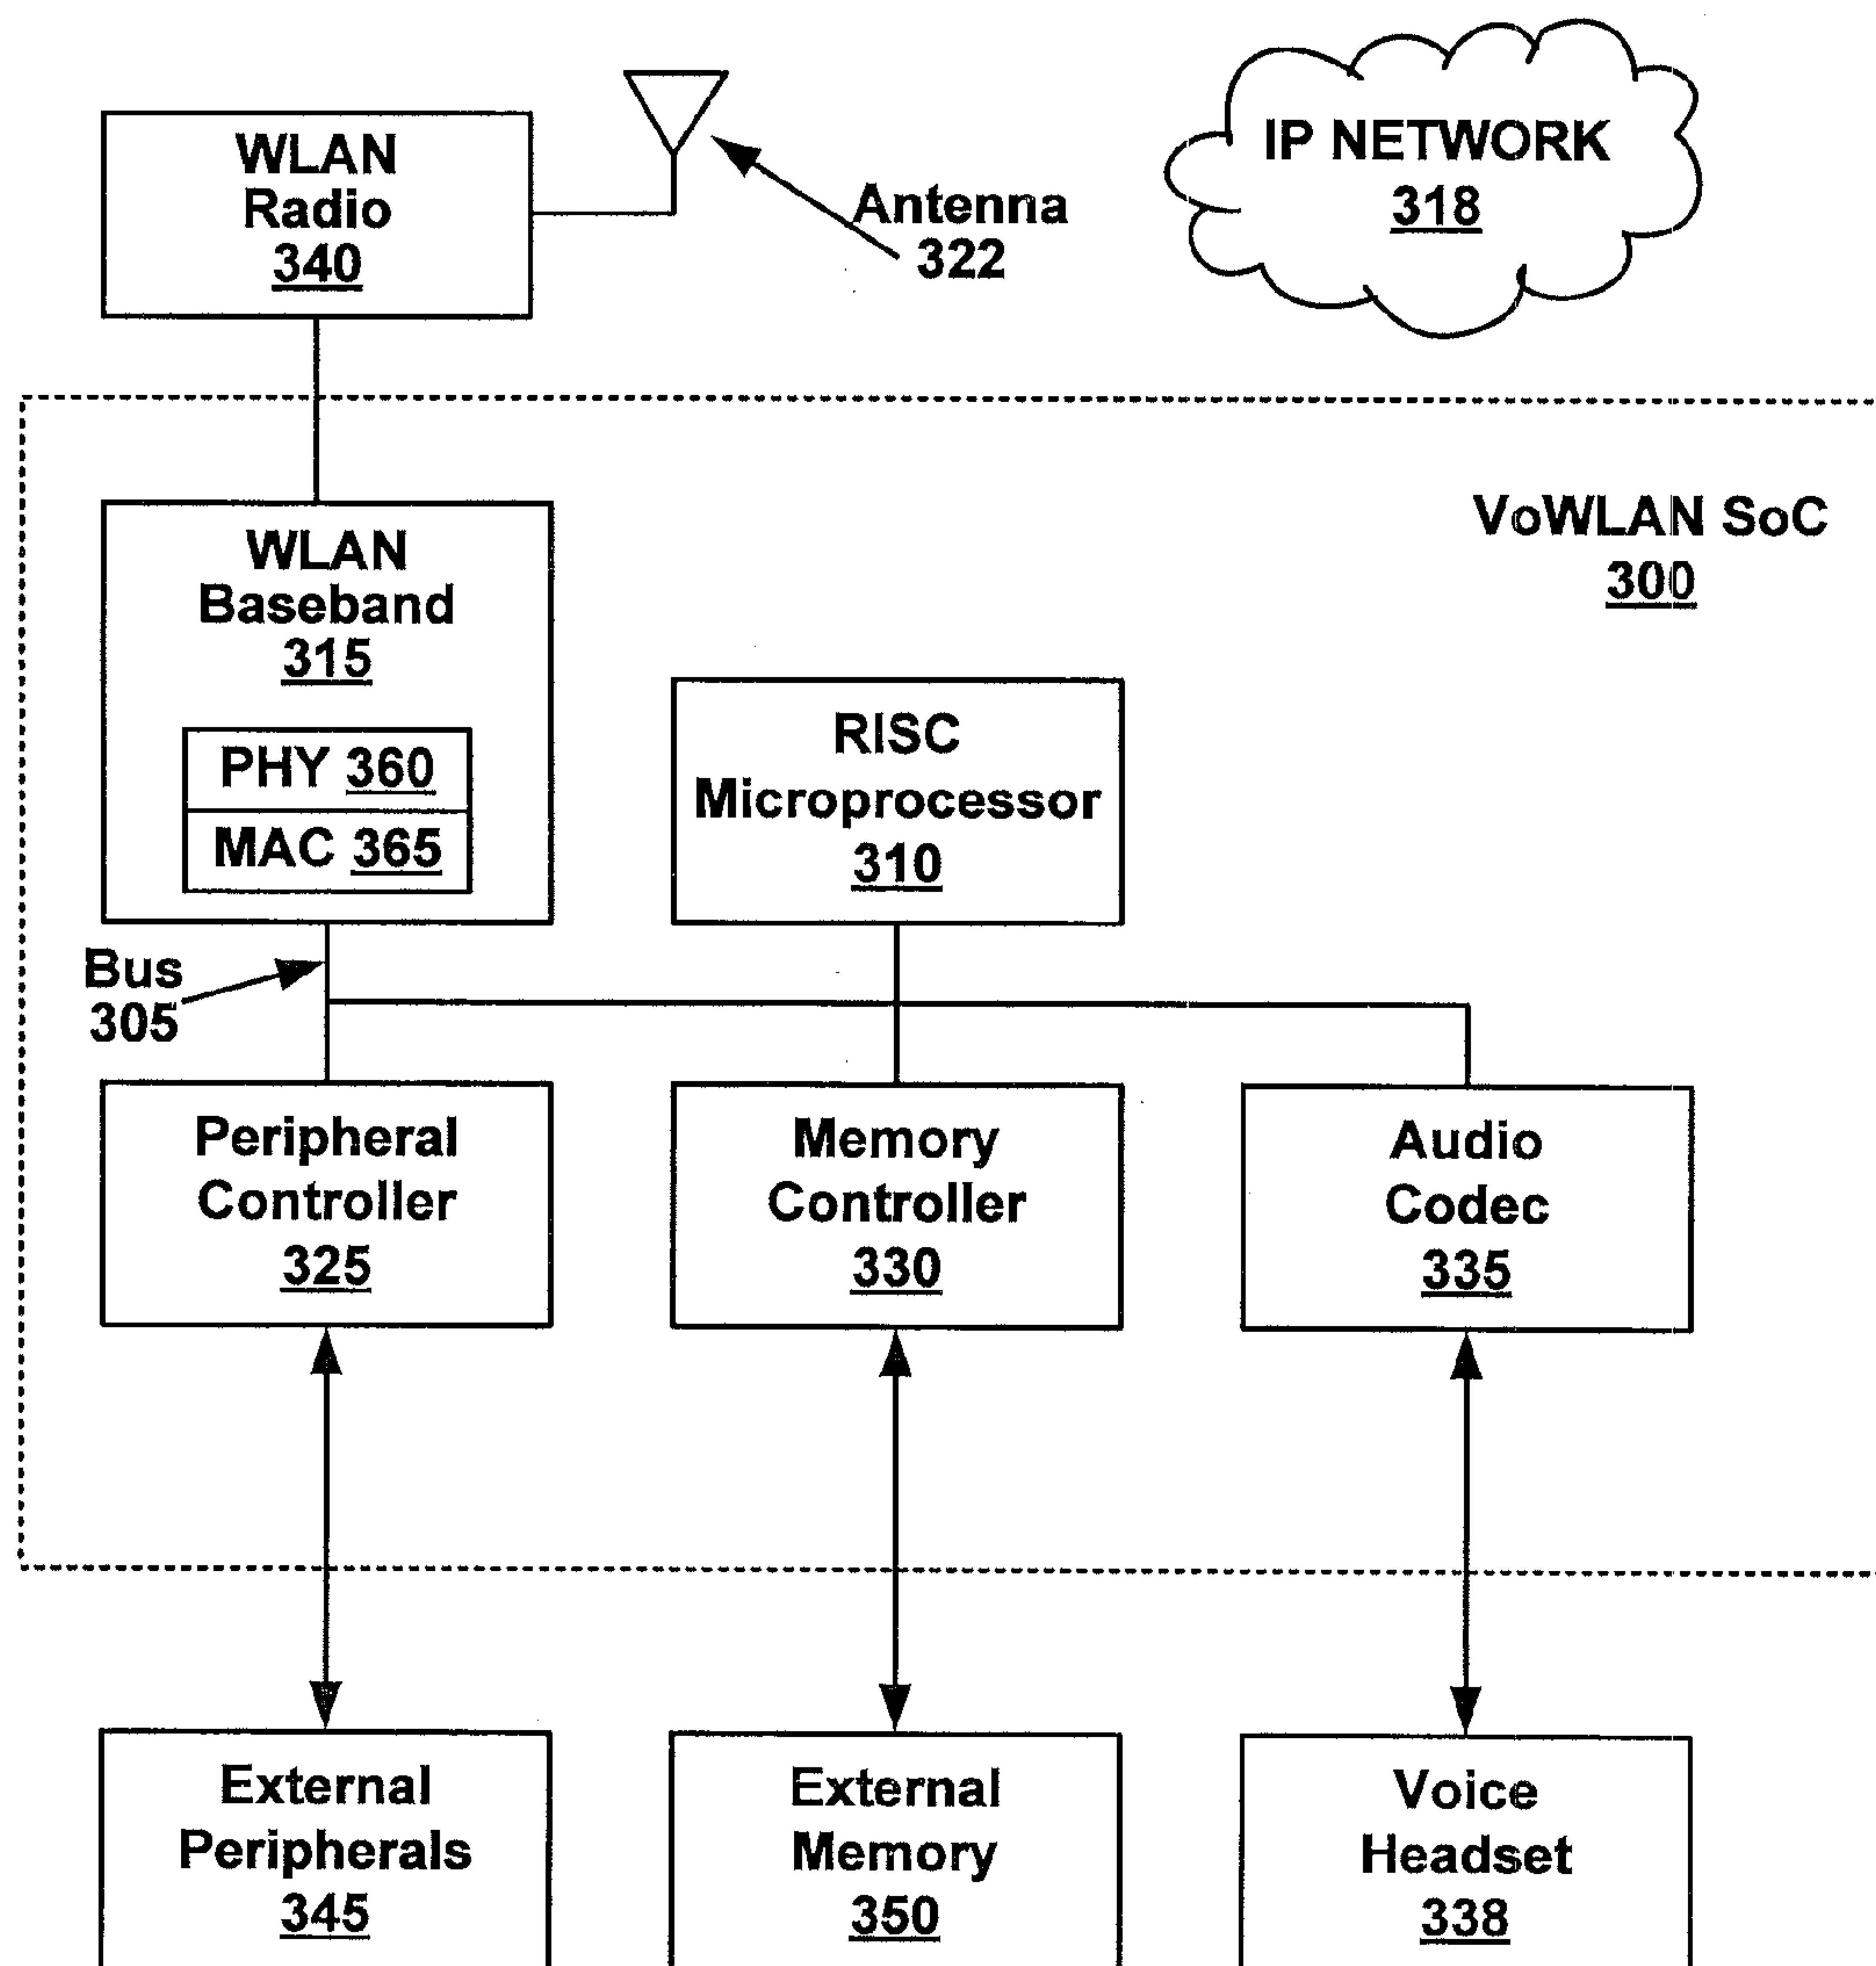 WLAN
Radio
340
Antenna
322
IP NETWORK
318
VoWLAN SoC
300
WLAN
Baseband
315
PHY 360
MAC 365
RISC
Microprocessor
310
Bus
305
Peripheral
Controller
325
Memory
Controller
330
Audio
Codec
335
External
Peripherals
345
External
Memory
350
Voice
Headset
338